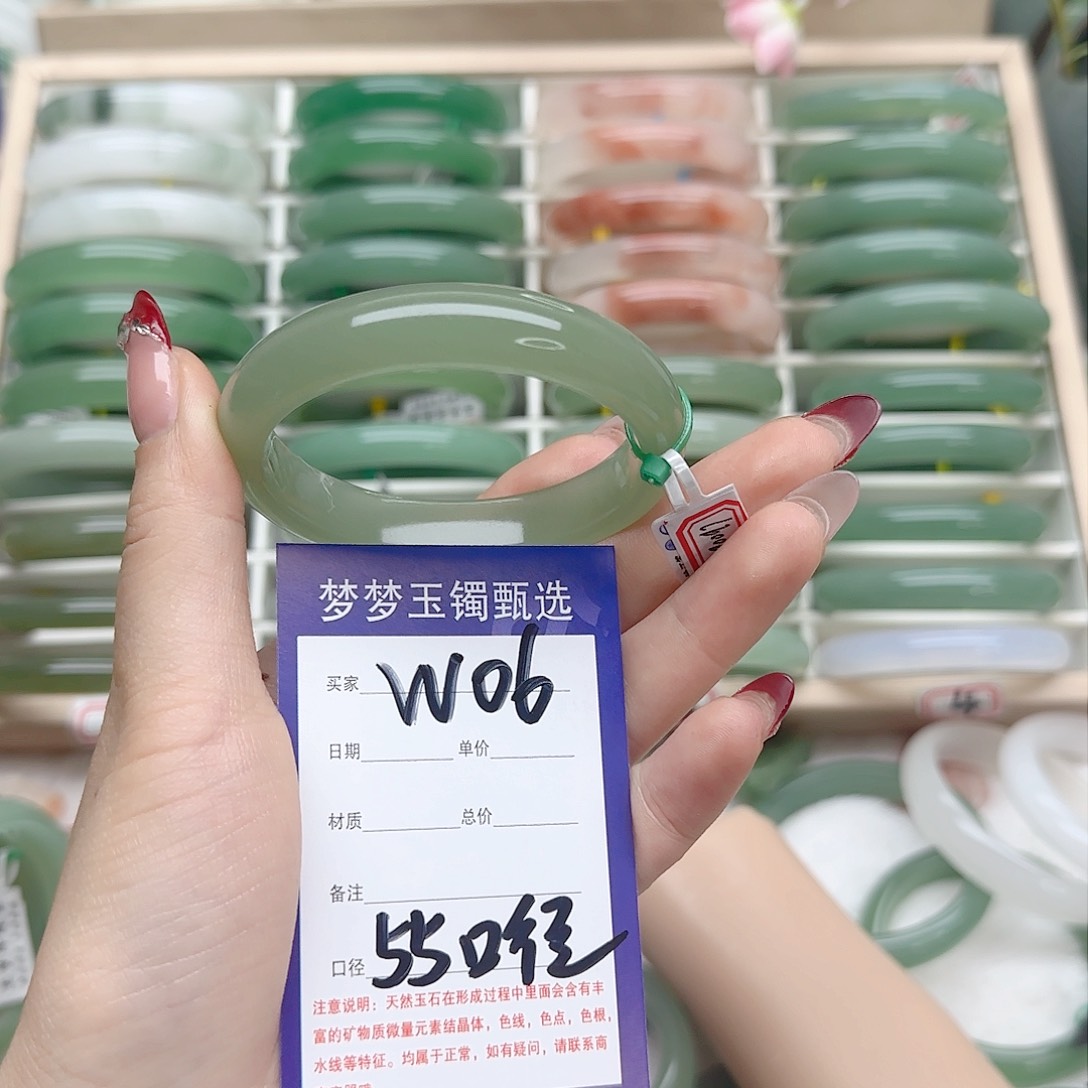 梦梦玉镯甄选
买家 W06
日期 单价
材质 总价
备注
口径 55口径
注意说明：天然玉石在形成过程中里面会含有丰
富的矿物质微量元素结晶体，色线，色点，色根，
水线等特征。均属于正常，如有疑问，请联系商